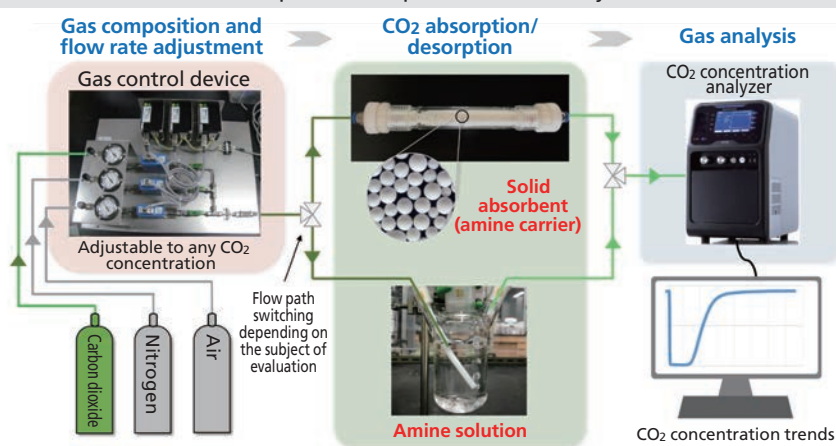 Gas composition and
flow rate adjustment
CO2 absorption/
desorption
Gas analysis
Gas control device
Adjustable to any CO2
concentration
Carbon dioxide
Nitrogen
Air
Flow path
switching
depending on
the subject of
evaluation
Solid
absorbent
(amine carrier)
Amine solution
CO2 concentration
analyzer
CO2 concentration trends